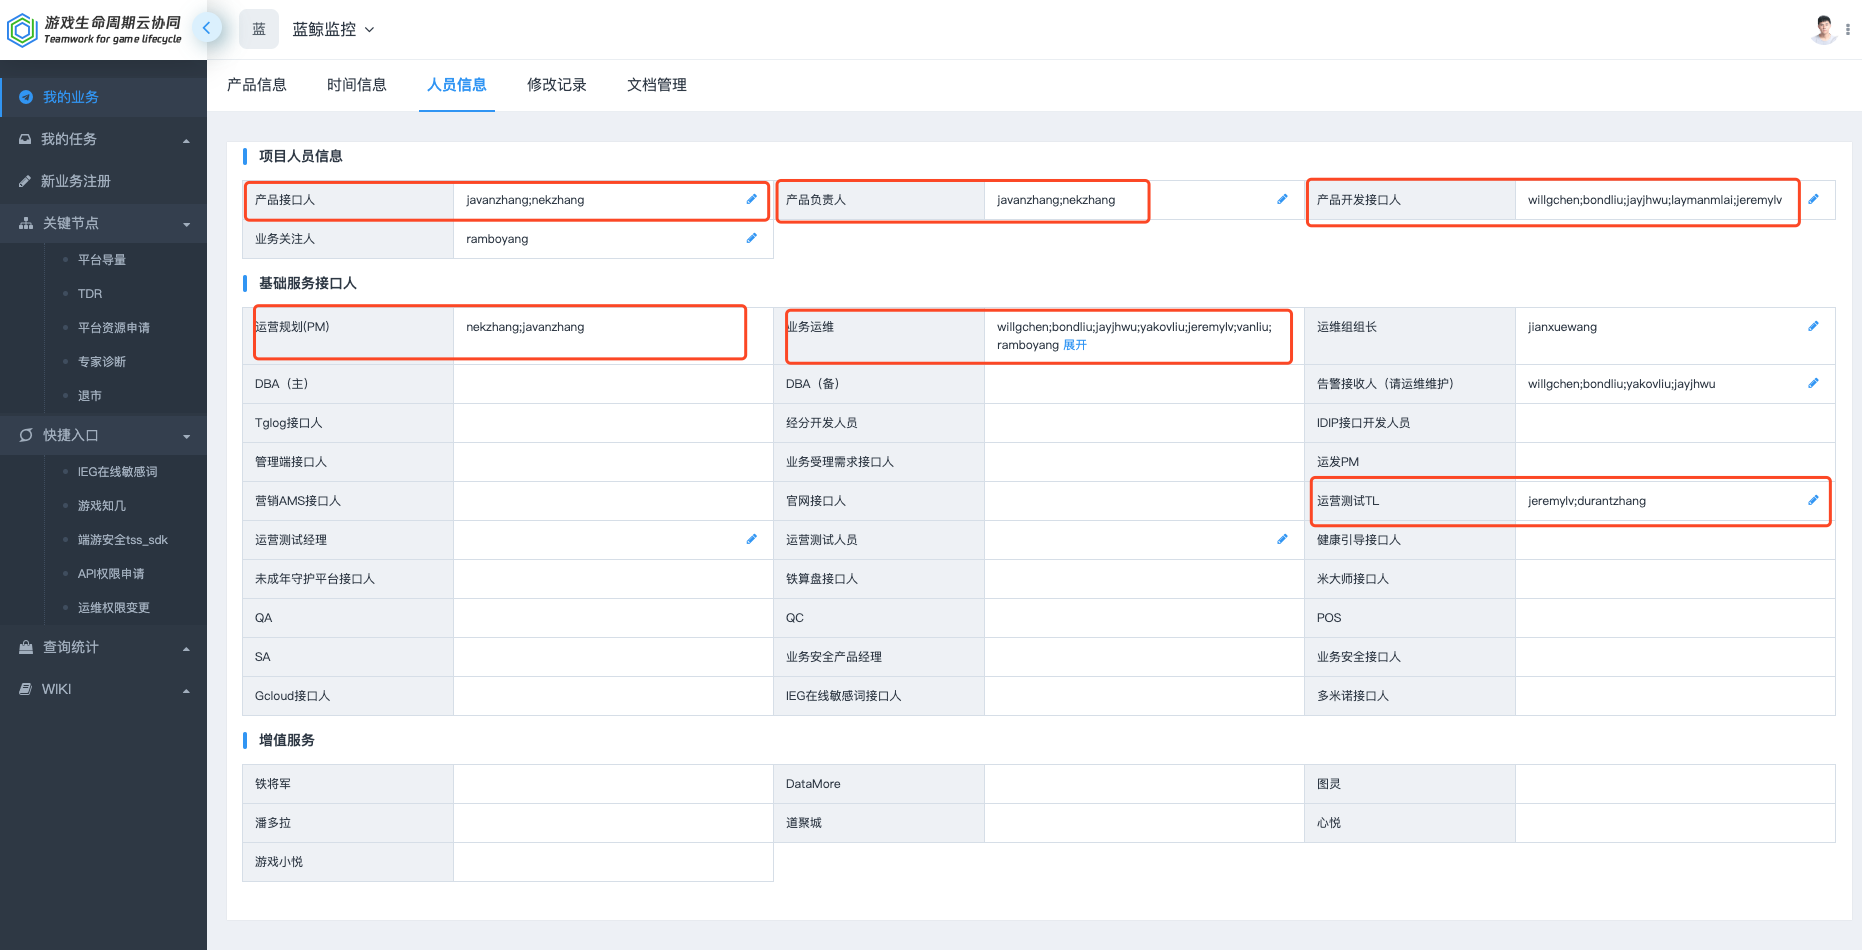 游戏生命周期云协同
Teamwork for game lifecycle
蓝
蓝鲸监控
我的业务
我的任务
新业务注册
关键节点
平台导量
TDR
平台资源申请
专家诊断
退市
快捷入口
IEG在线敏感词
游戏知几
端游安全tss_sdk
API权限申请
运维权限变更
查询统计
WIKI
产品信息
时间信息
人员信息
修改记录
文档管理
项目人员信息
产品接口人
javanzhang;nekzhang
产品负责人
javanzhang;nekzhang
产品开发接口人
willgchen;bondliu;jayjhwu;laymanmlai;jeremylv
业务关注人
ramboyang
基础服务接口人
运营规划(PM)
nekzhang;javanzhang
业务运维
willgchen;bondliu;jayjhwu;yakovliu;jeremylv;vanliu;
ramboyang 展开
运维组组长
jianxuewang
DBA（主）
DBA（备）
告警接收人（请运维维护）
willgchen;bondliu;yakovliu;jayjhwu
Tglog接口人
经分开发人员
IDIP接口开发人员
管理端接口人
业务受理需求接口人
运发PM
营销AMS接口人
官网接口人
运营测试TL
jeremylv;durantzhang
运营测试经理
运营测试人员
健康引导接口人
未成年守护平台接口人
铁算盘接口人
米大师接口人
QA
QC
POS
SA
业务安全产品经理
业务安全接口人
Gcloud接口人
IEG在线敏感词接口人
多米诺接口人
增值服务
铁将军
DataMore
图灵
潘多拉
道聚城
心悦
游戏小悦